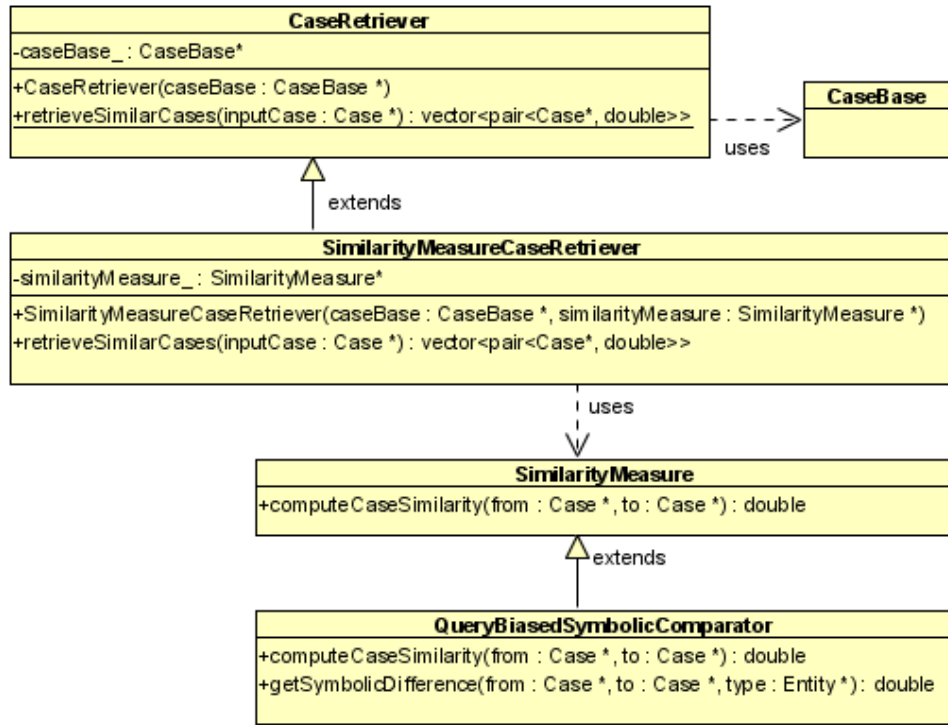 CaseRetriever
-caseBase_ : CaseBase*
+CaseRetriever(caseBase : CaseBase *)
+retrieveSimilarCases(inputCase : Case *) : vector<pair<Case*, double>>
CaseBase
uses
extends
SimilarityMeasureCaseRetriever
-similarityMeasure_ : SimilarityMeasure*
+SimilarityMeasureCaseRetriever(caseBase : CaseBase *, similarityMeasure : SimilarityMeasure *)
+retrieveSimilarCases(inputCase : Case *) : vector<pair<Case*, double>>
uses
SimilarityMeasure
+computeCaseSimilarity(from : Case *, to : Case *) : double
extends
QueryBiasedSymbolicComparator
+computeCaseSimilarity(from : Case *, to : Case *) : double
+getSymbolicDifference(from : Case *, to : Case *, type : Entity *) : double